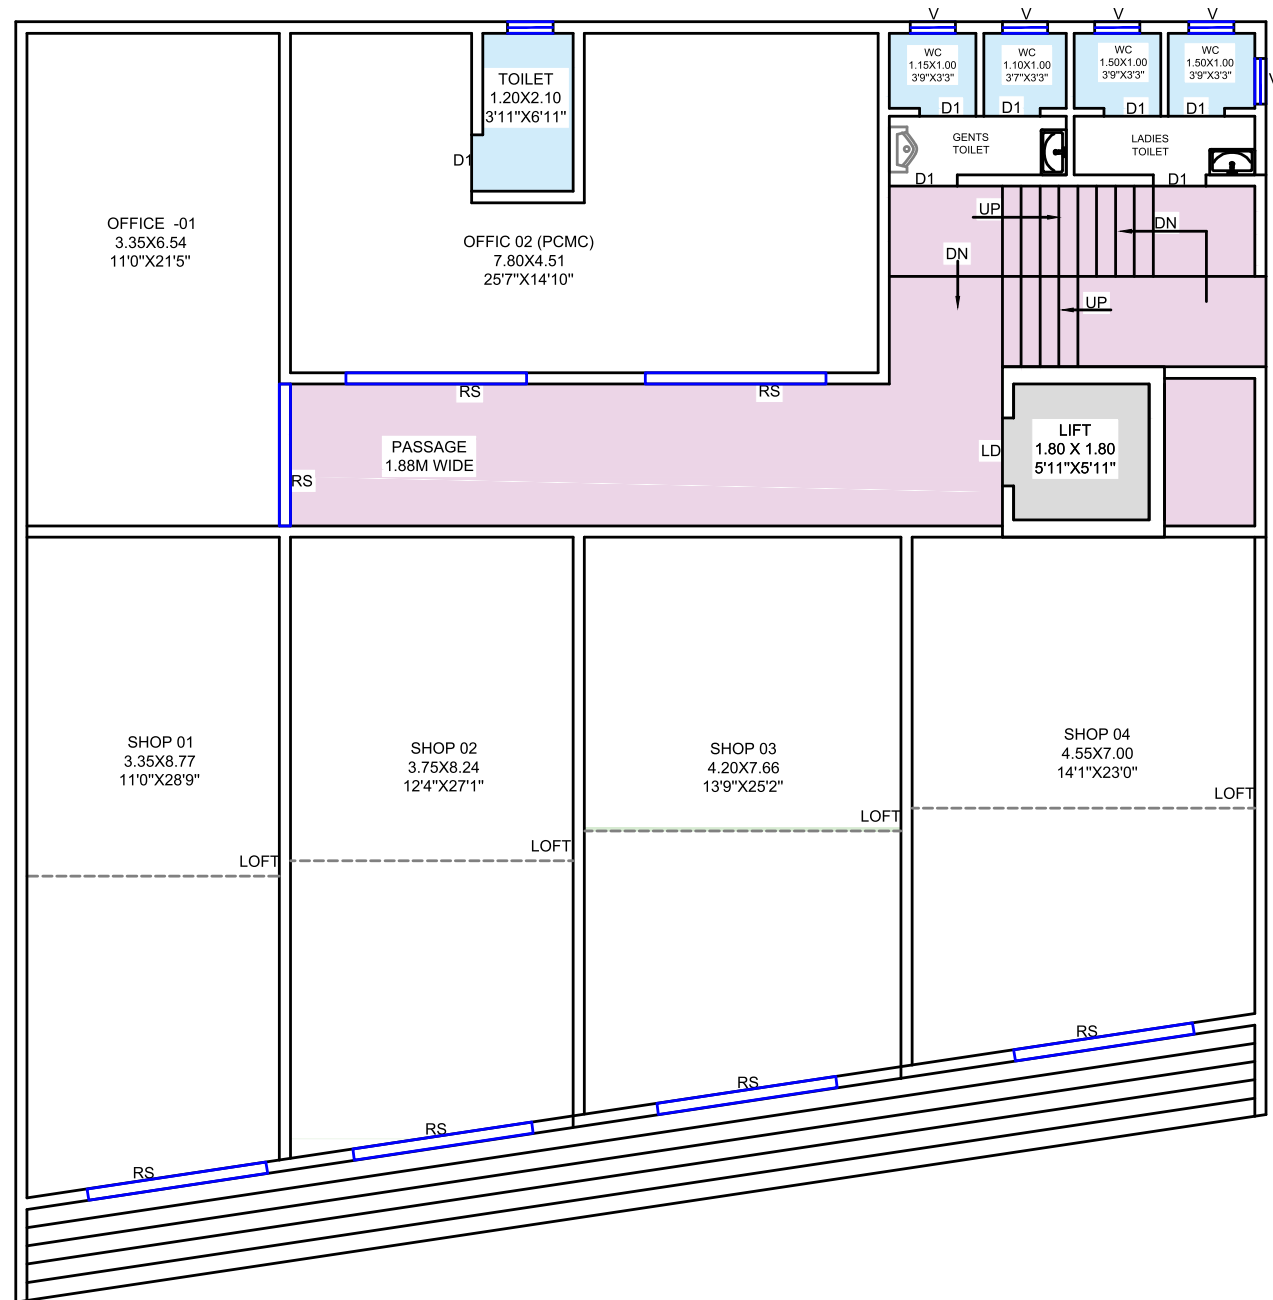 V
V
V
V
WC
1.15X1.00
3'9"X3'3"
WC
1.10X1.00
3'7"X3'3"
WC
1.50X1.00
3'9"X3'3"
WC
1.50X1.00
3'9"X3'3"
V
D1
D1
D1
D1
TOILET
1.20X2.10
3'11"X6'11"
D1
GENTS
TOILET
LADIES
TOILET
D1
D1
OFFICE -01
3.35X6.54
11'0"X21'5"
OFFIC 02 (PCMC)
7.80X4.51
25'7"X14'10"
UP
DN
DN
UP
RS
RS
PASSAGE
1.88M WIDE
RS
LD
LIFT
1.80 X 1.80
5'11"X5'11"
SHOP 01
3.35X8.77
11'0"X28'9"
SHOP 02
3.75X8.24
12'4"X27'1"
SHOP 03
4.20X7.66
13'9"X25'2"
SHOP 04
4.55X7.00
14'1"X23'0"
LOFT
LOFT
LOFT
LOFT
RS
RS
RS
RS